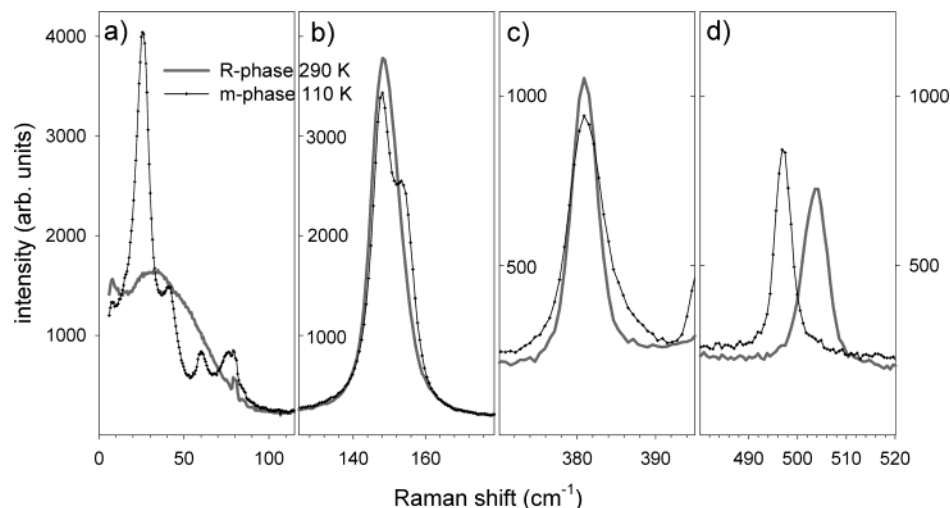 a)
b)
c)
d)
R-phase 290 K
m-phase 110 K
4000
3000
2000
1000
3000
2000
1000
1000
500
1000
500
intensity (arb. units)
0 50 100
140 160
380 390
490 500 510 520
Raman shift (cm⁻¹)